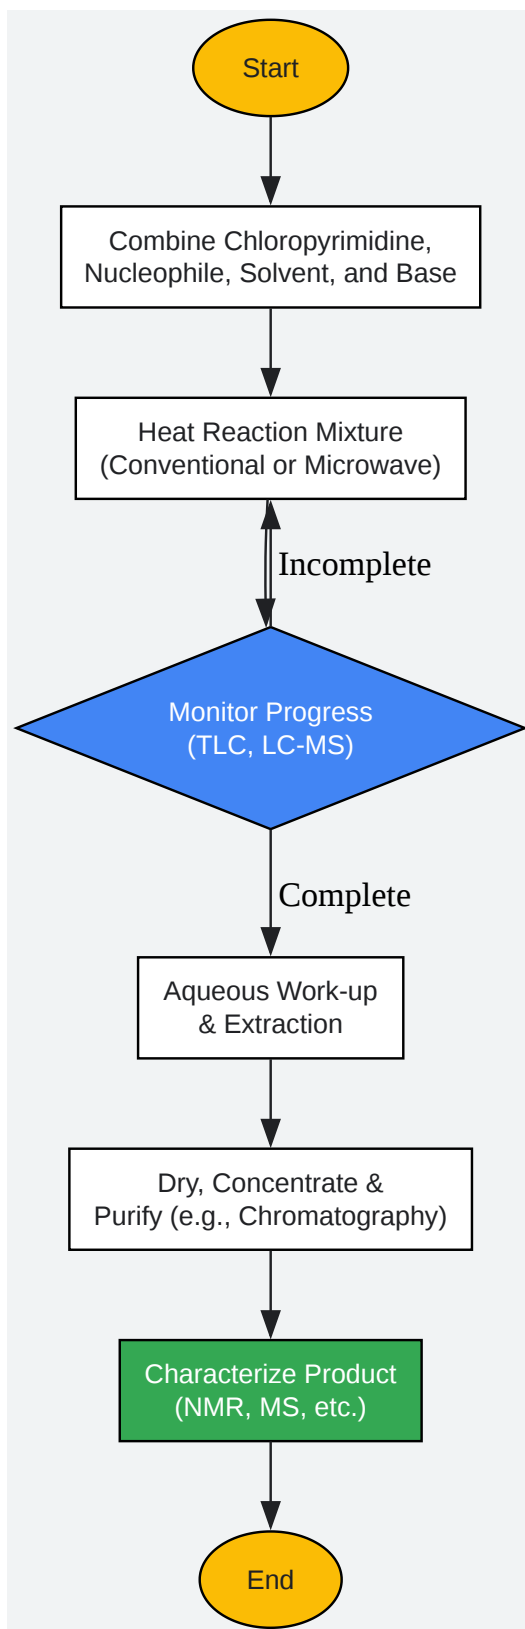 Start
Combine Chloropyrimidine,
Nucleophile, Solvent, and Base
Heat Reaction Mixture
(Conventional or Microwave)
Incomplete
Monitor Progress
(TLC, LC-MS)
Complete
Aqueous Work-up
& Extraction
Dry, Concentrate &
Purify (e.g., Chromatography)
Characterize Product
(NMR, MS, etc.)
End